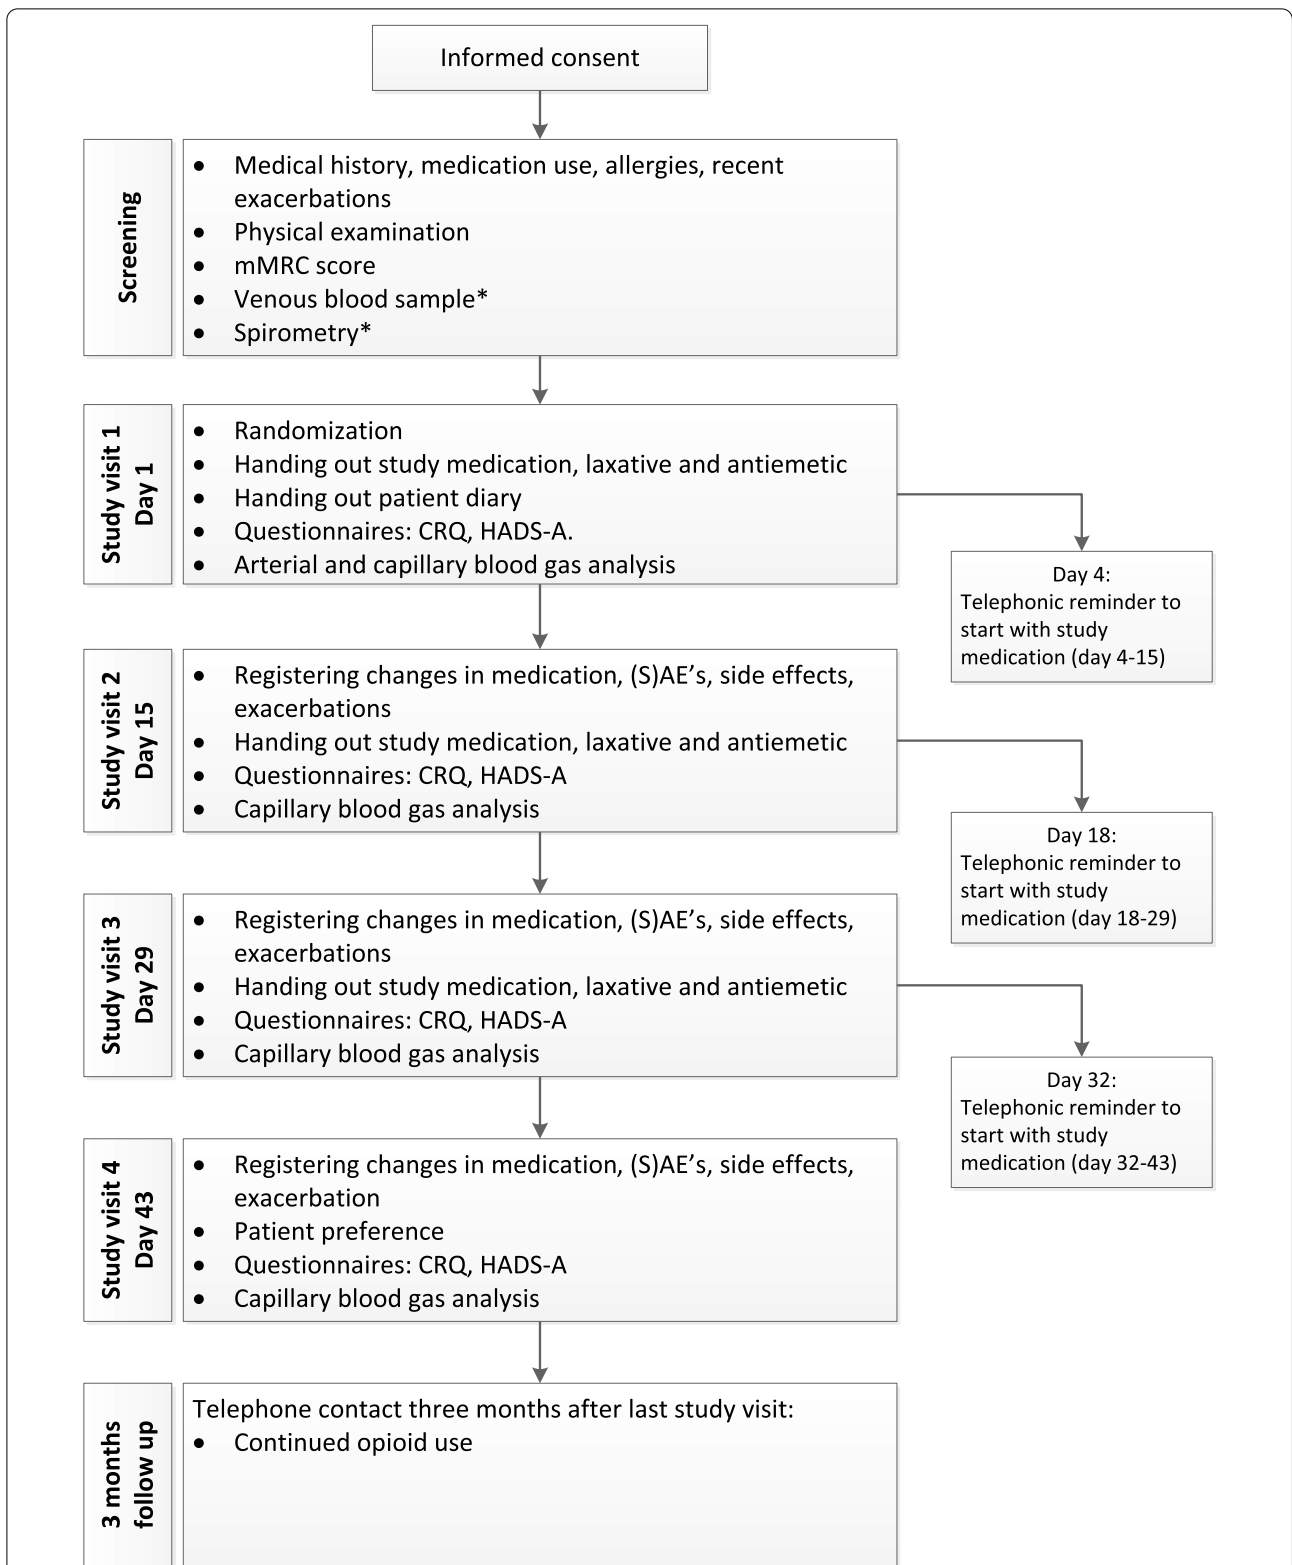 Informed consent
Screening
• Medical history, medication use, allergies, recent
exacerbations
• Physical examination
• mMRC score
• Venous blood sample*
• Spirometry*
Study visit 1
Day 1
• Randomization
• Handing out study medication, laxative and antiemetic
• Handing out patient diary
• Questionnaires: CRQ, HADS-A.
• Arterial and capillary blood gas analysis
Day 4:
Telephonic reminder to
start with study
medication (day 4-15)
Study visit 2
Day 15
• Registering changes in medication, (S)AE’s, side effects,
exacerbations
• Handing out study medication, laxative and antiemetic
• Questionnaires: CRQ, HADS-A
• Capillary blood gas analysis
Day 18:
Telephonic reminder to
start with study
medication (day 18-29)
Study visit 3
Day 29
• Registering changes in medication, (S)AE’s, side effects,
exacerbations
• Handing out study medication, laxative and antiemetic
• Questionnaires: CRQ, HADS-A
• Capillary blood gas analysis
Day 32:
Telephonic reminder to
start with study
medication (day 32-43)
Study visit 4
Day 43
• Registering changes in medication, (S)AE’s, side effects,
exacerbation
• Patient preference
• Questionnaires: CRQ, HADS-A
• Capillary blood gas analysis
3 months
follow up
Telephone contact three months after last study visit:
• Continued opioid use